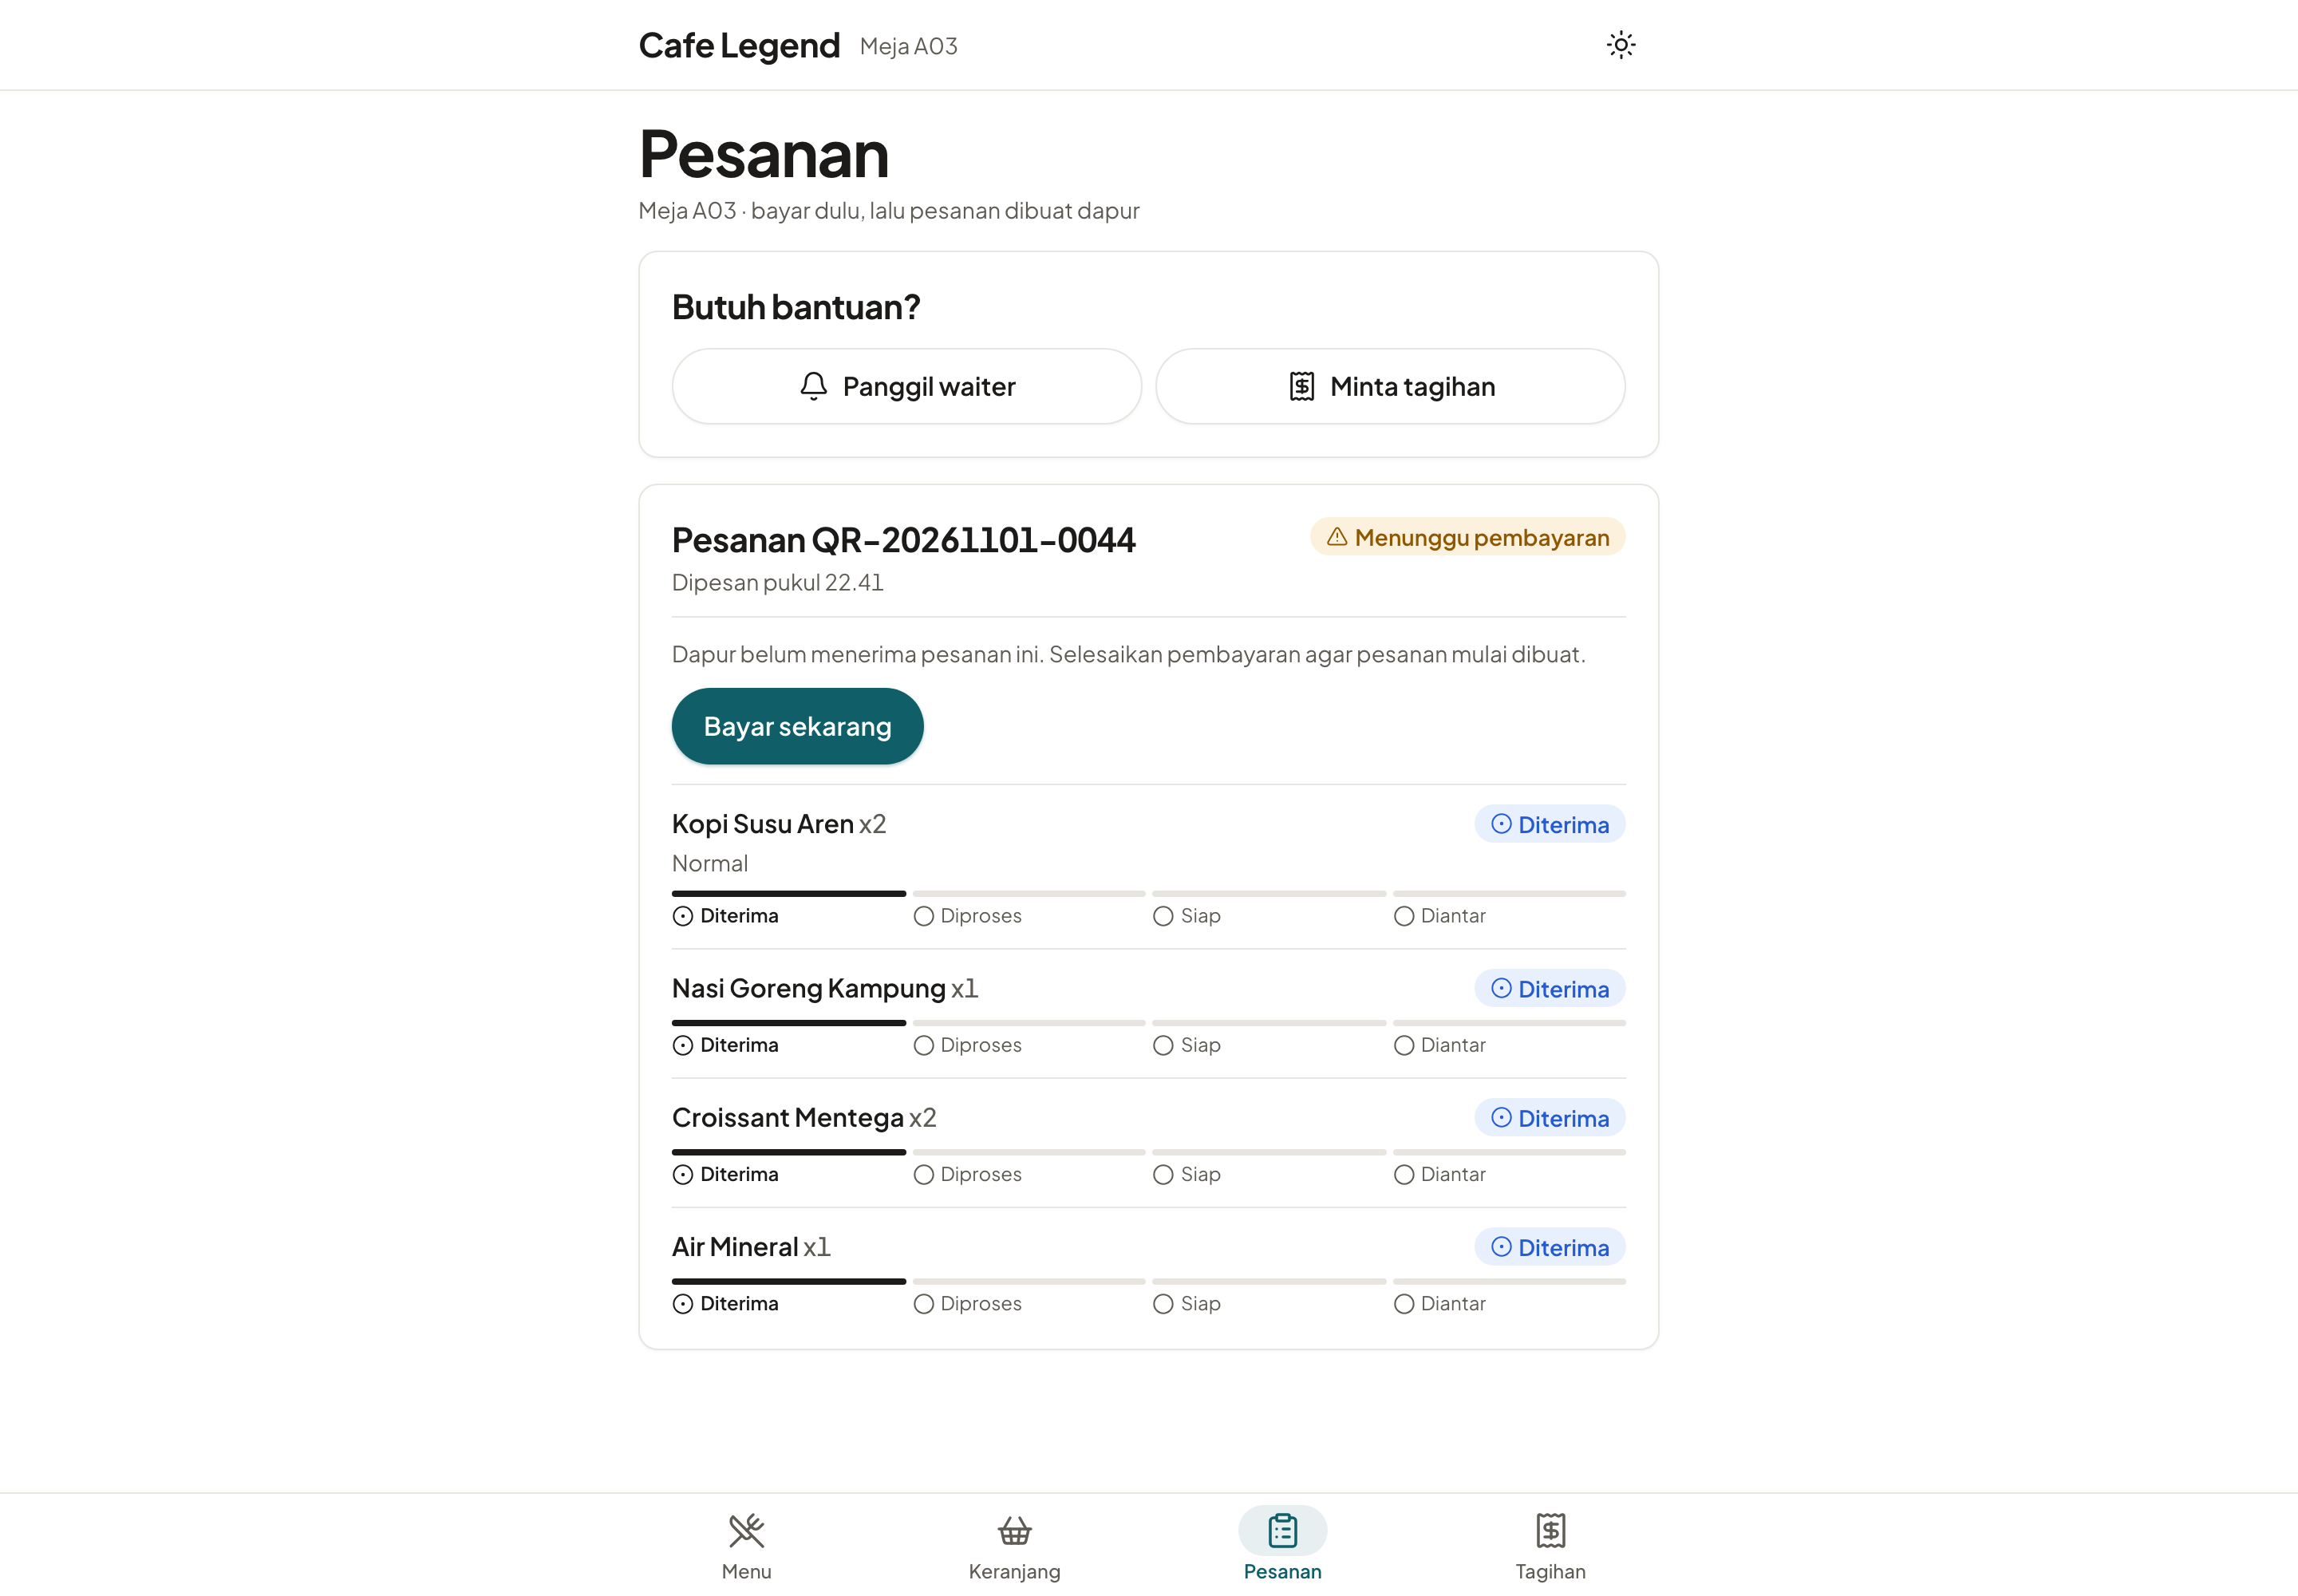 Cafe Legend Meja A03
Pesanan
Meja A03 · bayar dulu, lalu pesanan dibuat dapur
Butuh bantuan?
Panggil waiter
Minta tagihan
Pesanan QR-20261101-0044
Menunggu pembayaran
Dipesan pukul 22.41
Dapur belum menerima pesanan ini. Selesaikan pembayaran agar pesanan mulai dibuat.
Bayar sekarang
Kopi Susu Aren x2
Diterima
Normal
Diterima Diproses Siap Diantar
Nasi Goreng Kampung x1
Diterima
Diterima Diproses Siap Diantar
Croissant Mentega x2
Diterima
Diterima Diproses Siap Diantar
Air Mineral x1
Diterima
Diterima Diproses Siap Diantar
Menu Keranjang Pesanan Tagihan